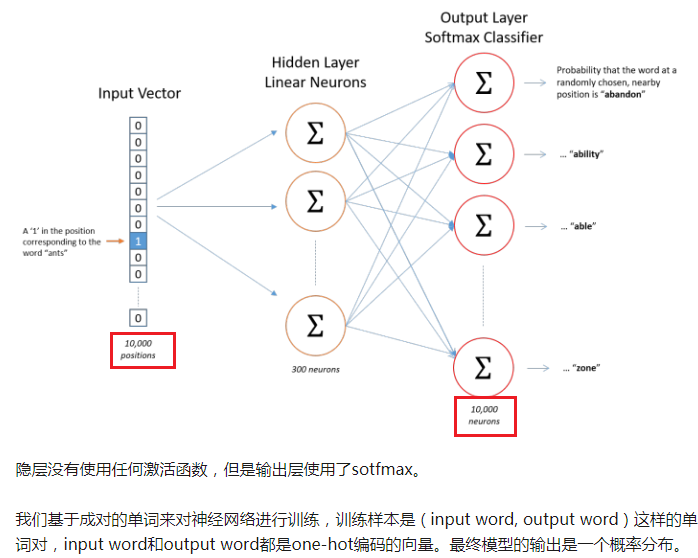 Output Layer
Softmax Classifier
Hidden Layer
Linear Neurons
Input Vector
0
0
0
0
0
0
0
1
0
0
0
A ‘1’ in the position
corresponding to the
word “ants”
10,000
positions
Σ
Σ
Σ
300 neurons
Σ
Σ
Σ
Σ
10,000
neurons
Probability that the word at a
randomly chosen, nearby
position is “abandon”
... “ability”
... “able”
... “zone”
隐层没有使用任何激活函数，但是输出层使用了sotfmax。
我们基于成对的单词来对神经网络进行训练，训练样本是 ( input word, output word ) 这样的单
词对，input word和output word都是one-hot编码的向量。最终模型的输出是一个概率分布。